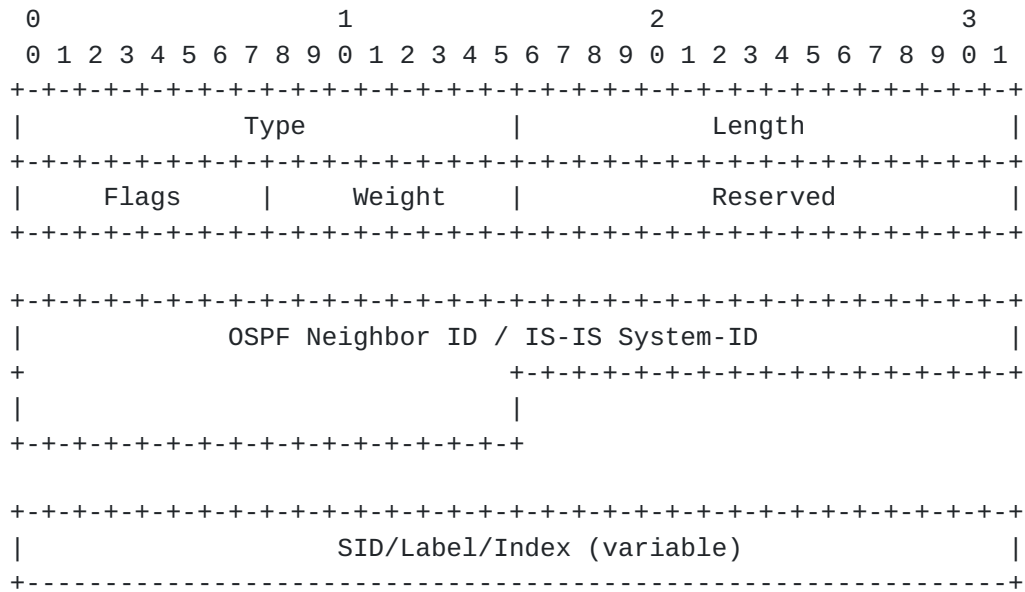 0                   1                   2                   3
 0 1 2 3 4 5 6 7 8 9 0 1 2 3 4 5 6 7 8 9 0 1 2 3 4 5 6 7 8 9 0 1
+-+-+-+-+-+-+-+-+-+-+-+-+-+-+-+-+-+-+-+-+-+-+-+-+-+-+-+-+-+-+-+-+
|              Type             |            Length             |
+-+-+-+-+-+-+-+-+-+-+-+-+-+-+-+-+-+-+-+-+-+-+-+-+-+-+-+-+-+-+-+-+
|     Flags     |     Weight    |            Reserved           |
+-+-+-+-+-+-+-+-+-+-+-+-+-+-+-+-+-+-+-+-+-+-+-+-+-+-+-+-+-+-+-+-+

+-+-+-+-+-+-+-+-+-+-+-+-+-+-+-+-+-+-+-+-+-+-+-+-+-+-+-+-+-+-+-+-+
|             OSPF Neighbor ID / IS-IS System-ID                |
+                               +-+-+-+-+-+-+-+-+-+-+-+-+-+-+-+-+
|                               |
+-+-+-+-+-+-+-+-+-+-+-+-+-+-+-+-+

+-+-+-+-+-+-+-+-+-+-+-+-+-+-+-+-+-+-+-+-+-+-+-+-+-+-+-+-+-+-+-+-+
|                    SID/Label/Index (variable)                 |
+---------------------------------------------------------------+